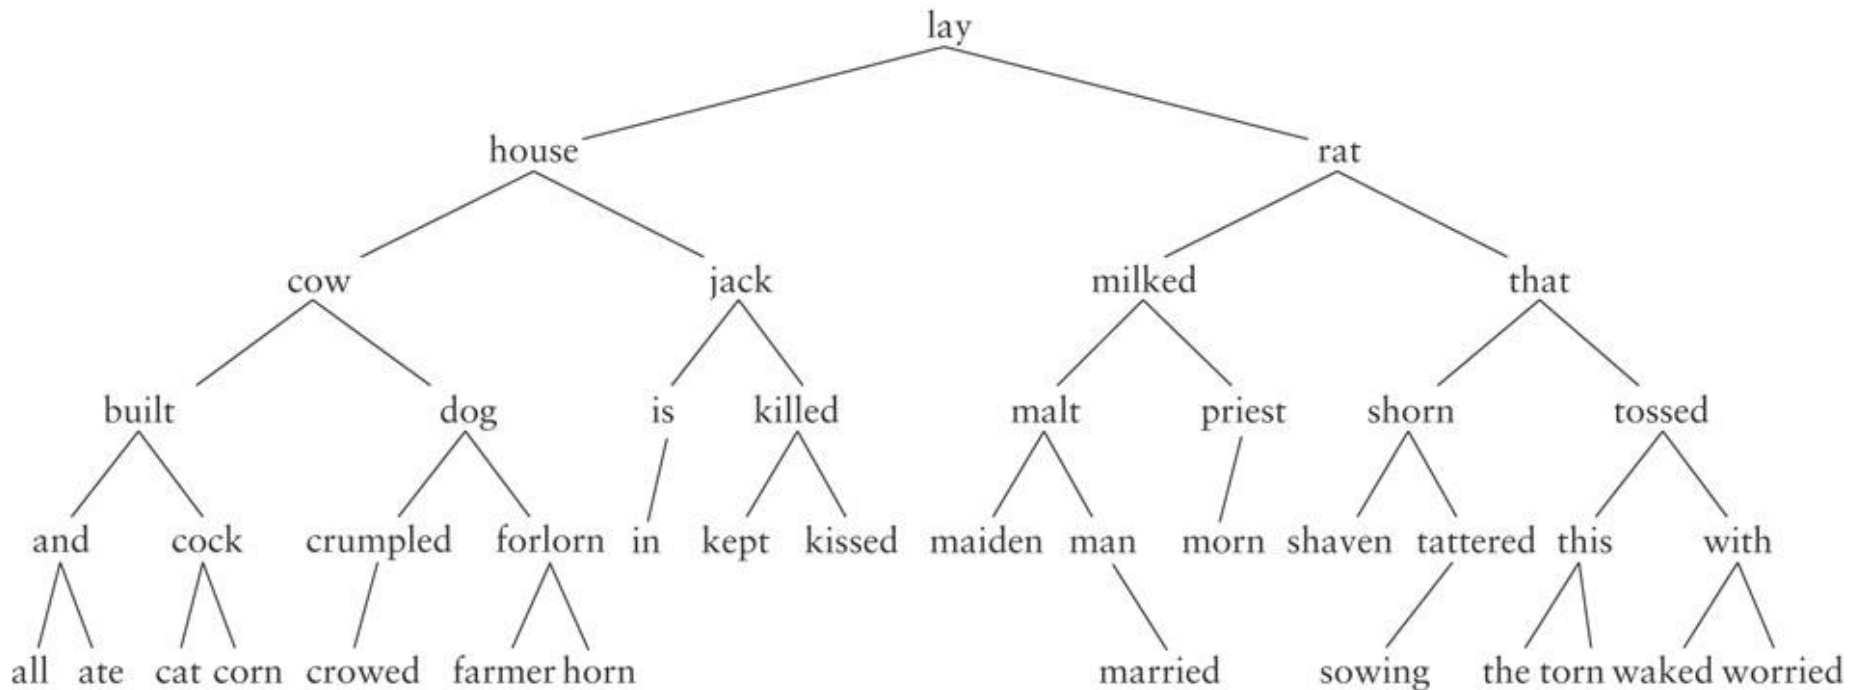 lay
house rat
cow jack milked that
built dog is killed malt priest shorn tossed
and cock crumpled forlorn in kept kissed maiden man morn shaven tattered this with
all ate cat corn crowed farmer horn married sowing the torn waked worried